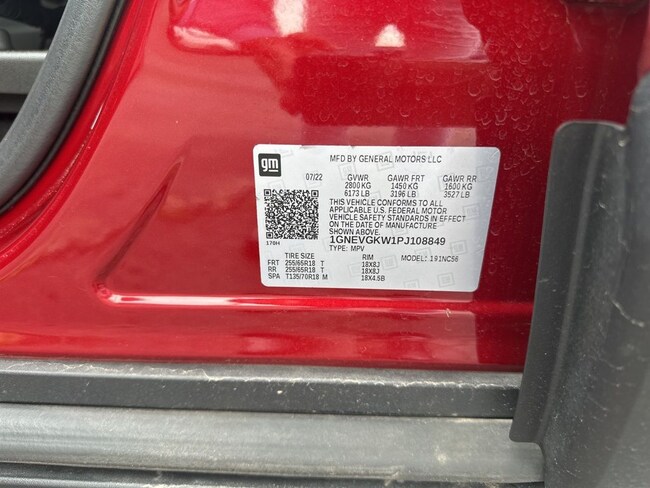 gm
MFD BY GENERAL MOTORS LLC
07/22 GVWR GAWR FRT GAWR RR
2800 KG 1450 KG 1600 KG
6173 LB 3196 LB 3527 LB
THIS VEHICLE CONFORMS TO ALL
APPLICABLE U.S. FEDERAL MOTOR
VEHICLE SAFETY STANDARDS IN EFFECT
ON THE DATE OF MANUFACTURE
SHOWN ABOVE.
176H 1GNEVGKW1PJ108849
TYPE: MPV
TIRE SIZE RIM MODEL: 191NC56
FRT 255/65R18 T 18X8J
RR 255/65R18 T 18X8J
SPA T135/70R18 M 18X4.5B